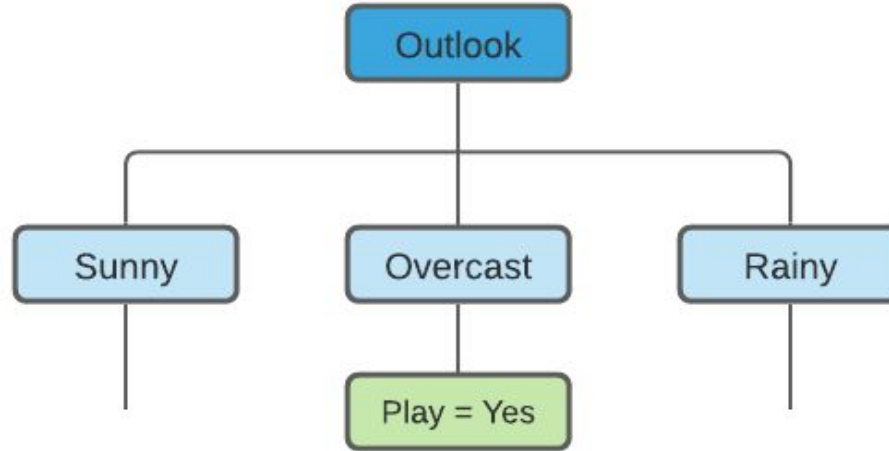 Outlook
Sunny
Overcast
Rainy
Play = Yes